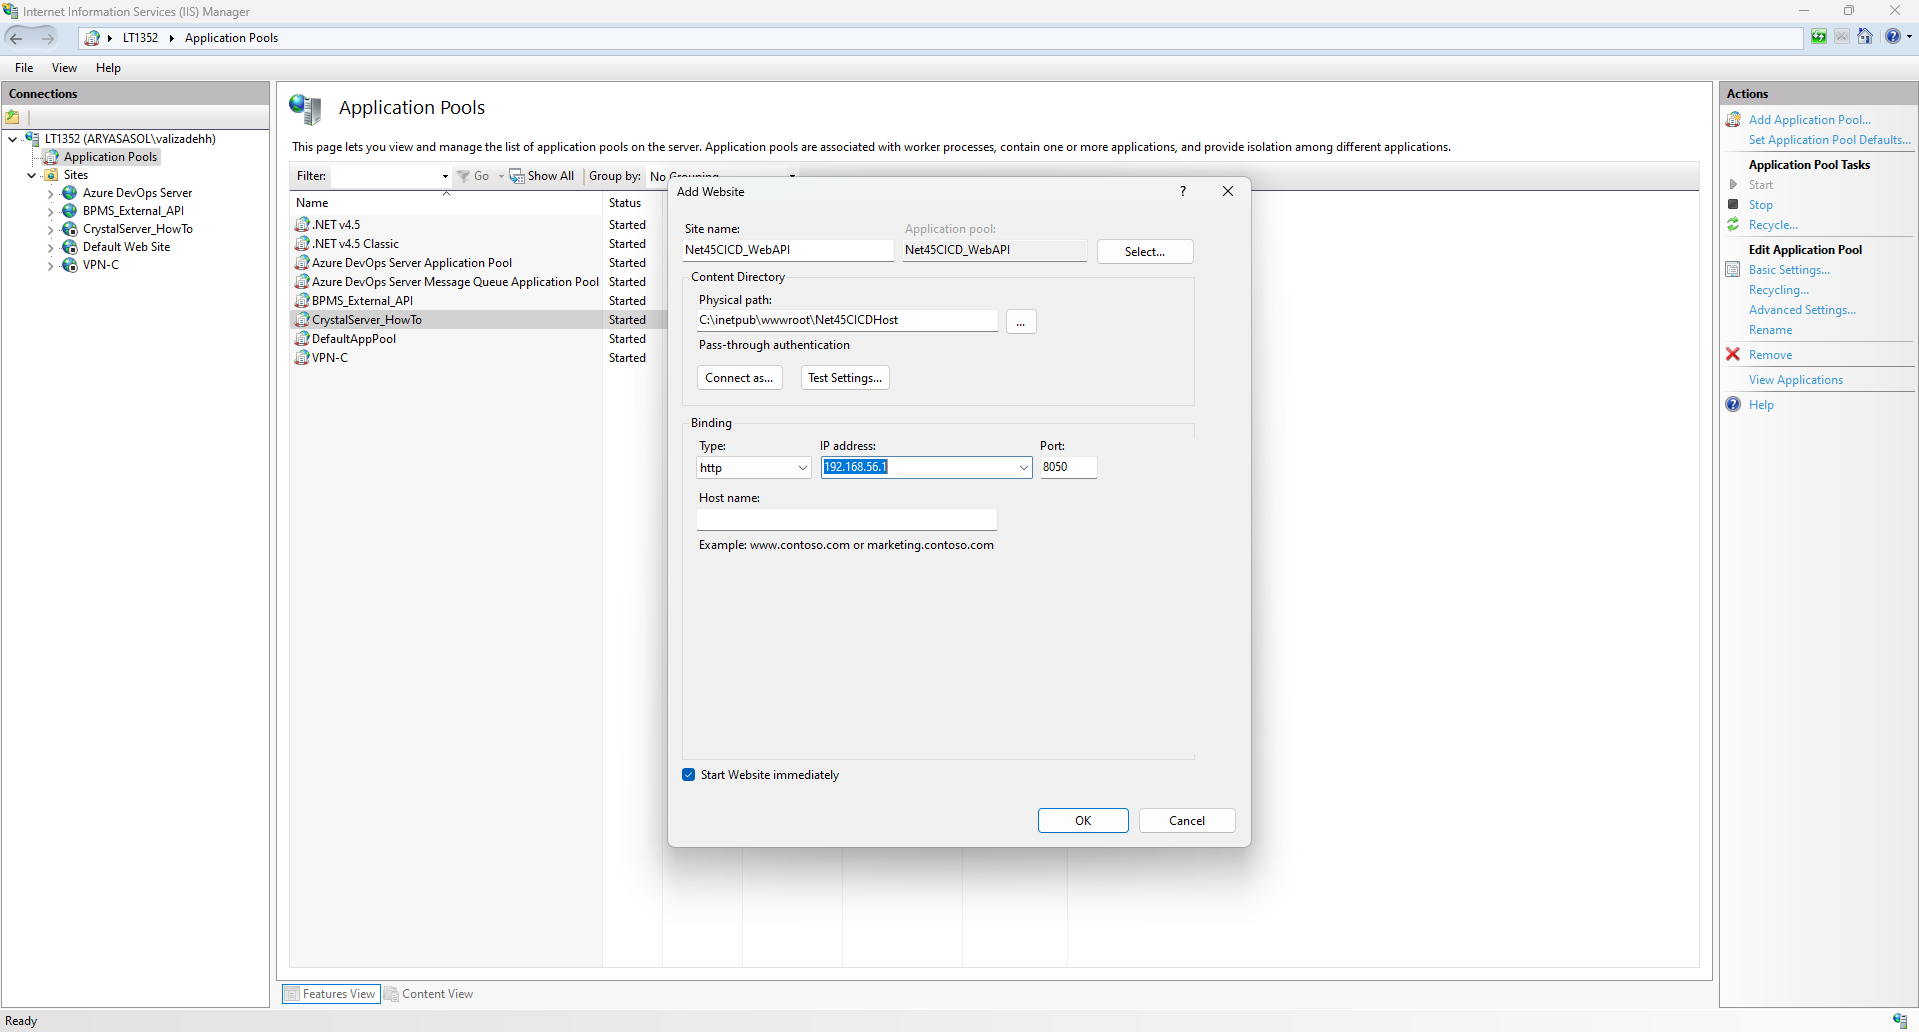 Internet Information Services (IIS) Manager
LT1352 Application Pools
File View Help
Connections
LT1352 (ARYASASOL\valizadehh)
Application Pools
Sites
Azure DevOps Server
BPMS_External_API
CrystalServer_HowTo
Default Web Site
VPN-C
Application Pools
This page lets you view and manage the list of application pools on the server. Application pools are associated with worker processes, contain one or more applications, and provide isolation among different applications.
Filter: Go Show All Group by: No Grouping
Name Status
.NET v4.5 Started
.NET v4.5 Classic Started
Azure DevOps Server Application Pool Started
Azure DevOps Server Message Queue Application Pool Started
BPMS_External_API Started
CrystalServer_HowTo Started
DefaultAppPool Started
VPN-C Started
Add Website ?
Site name: Application pool:
Net45CICD_WebAPI Net45CICD_WebAPI Select...
Content Directory
Physical path:
C:\inetpub\wwwroot\Net45CICDHost ...
Pass-through authentication
Connect as... Test Settings...
Binding
Type: IP address: Port:
http 192.168.56.1 8050
Host name:
Example: www.contoso.com or marketing.contoso.com
Start Website immediately
OK Cancel
Actions
Add Application Pool...
Set Application Pool Defaults...
Application Pool Tasks
Start
Stop
Recycle...
Edit Application Pool
Basic Settings...
Recycling...
Advanced Settings...
Rename
Remove
View Applications
Help
Features View Content View
Ready